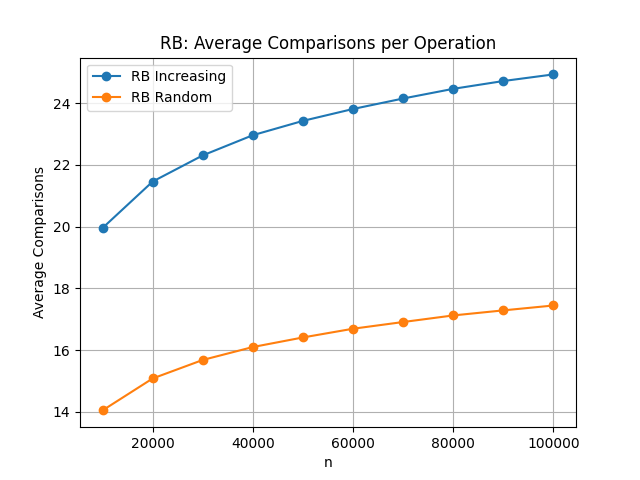 RB: Average Comparisons per Operation
RB Increasing
RB Random
Average Comparisons
24
22
20
18
16
14
20000 40000 60000 80000 100000
n